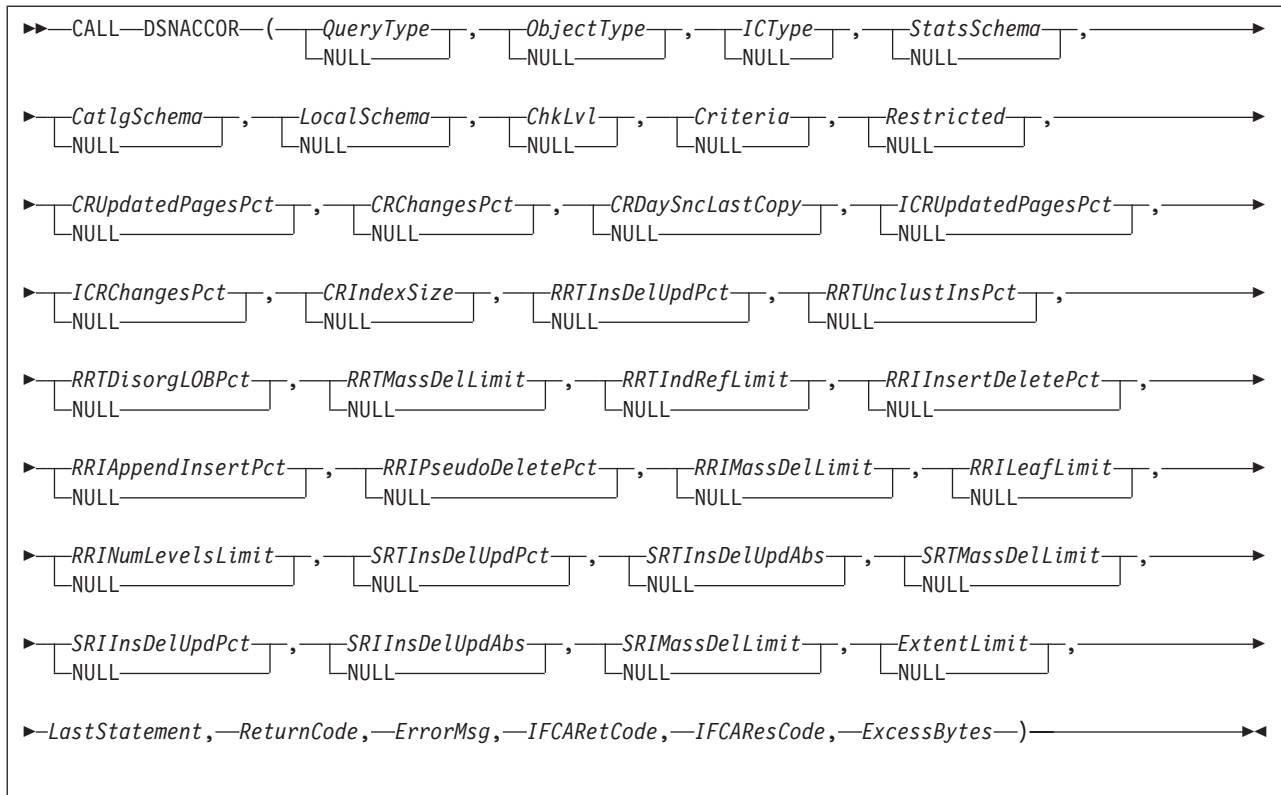 CALL DSNACCOR ( QueryType , ObjectType , ICType , StatsSchema ,
NULL NULL NULL NULL
CatlgSchema , LocalSchema , ChkLvl , Criteria , Restricted ,
NULL NULL NULL NULL NULL
CRUpdatedPagesPct , CRChangesPct , CRDaySncLastCopy , ICRUpdatedPagesPct ,
NULL NULL NULL NULL
ICRChangesPct , CRIndexSize , RRTInsDelUpdPct , RRTUnclustInsPct ,
NULL NULL NULL NULL
RRTDisorgLOBPct , RRTMassDelLimit , RRTIndRefLimit , RRIInsertDeletePct ,
NULL NULL NULL NULL
RRIAppendInsertPct , RRIPseudoDeletePct , RRIMassDelLimit , RRILeafLimit ,
NULL NULL NULL NULL
RRINumLevelsLimit , SRTInsDelUpdPct , SRTInsDelUpdAbs , SRTMassDelLimit ,
NULL NULL NULL NULL
SRIInsDelUpdPct , SRIInsDelUpdAbs , SRIMassDelLimit , ExtentLimit ,
NULL NULL NULL NULL
LastStatement, ReturnCode, ErrorMsg, IFCARetCode, IFCAResCode, ExcessBytes )